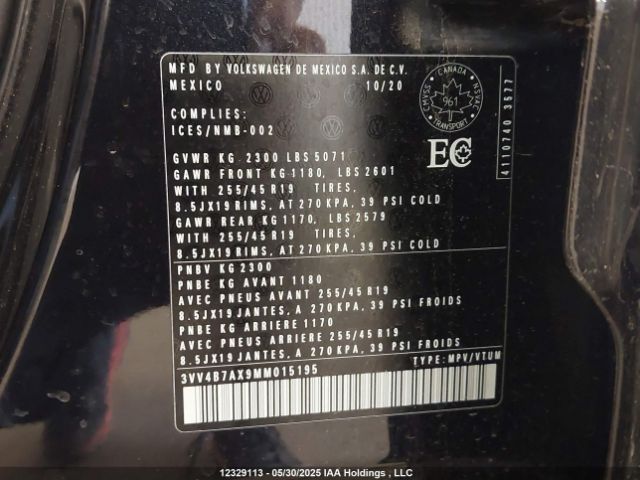 MFD BY VOLKSWAGEN DE MEXICO S.A. DE C.V.
MEXICO 10/20
COMPLIES:
ICES/NMB-002
CANADA
CMVSS 961 NSVAC
TRANSPORT
EC
4110740 3577
GVWR KG 2300 LBS 5071
GAWR FRONT KG 1180, LBS 2601
WITH 255/45 R19 TIRES,
8.5JX19 RIMS, AT 270 KPA, 39 PSI COLD
GAWR REAR KG 1170, LBS 2579
WITH 255/45 R19 TIRES,
8.5JX19 RIMS, AT 270 KPA, 39 PSI COLD
PNBV KG 2300
PNBE KG AVANT 1180
AVEC PNEUS AVANT 255/45 R19
8.5JX19 JANTES, A 270 KPA, 39 PSI FROIDS
PNBE KG ARRIERE 1170
AVEC PNEUS ARRIERE 255/45 R19
8.5JX19 JANTES, A 270 KPA, 39 PSI FROIDS
3VV4B7AX9MM015195 TYPE: MPV/VTUM
12329113 - 05/30/2025 IAA Holdings , LLC